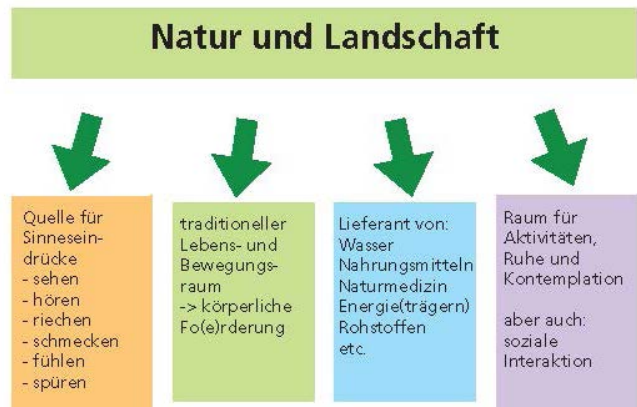 Natur und Landschaft
Quelle für
Sinnesein-
drücke
- sehen
- hören
- riechen
- schmecken
- fühlen
- spüren
traditioneller
Lebens- und
Bewegungs-
raum
-> körperliche
Fo(e)rderung
Lieferant von:
Wasser
Nahrungsmitteln
Naturmedizin
Energie(trägern)
Rohstoffen
etc.
Raum für
Aktivitäten,
Ruhe und
Kontemplation
aber auch:
soziale
Interaktion